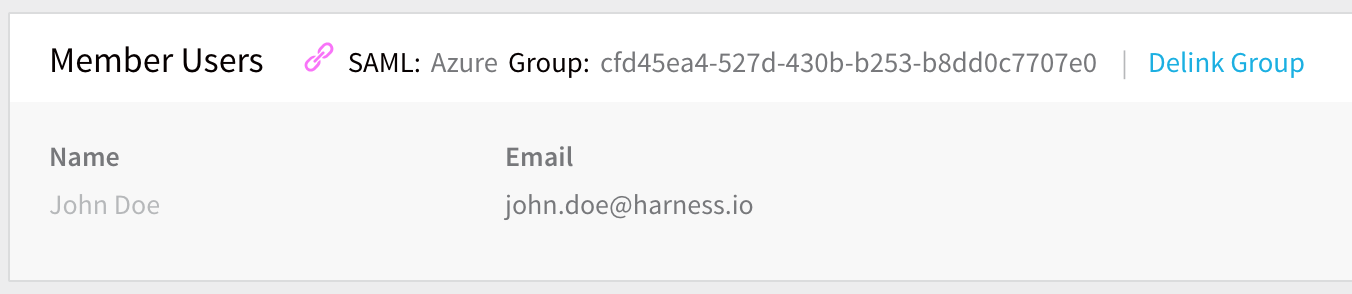 Member Users SAML: Azure Group: cfd45ea4-527d-430b-b253-b8dd0c7707e0 | Delink Group
Name Email
John Doe john.doe@harness.io